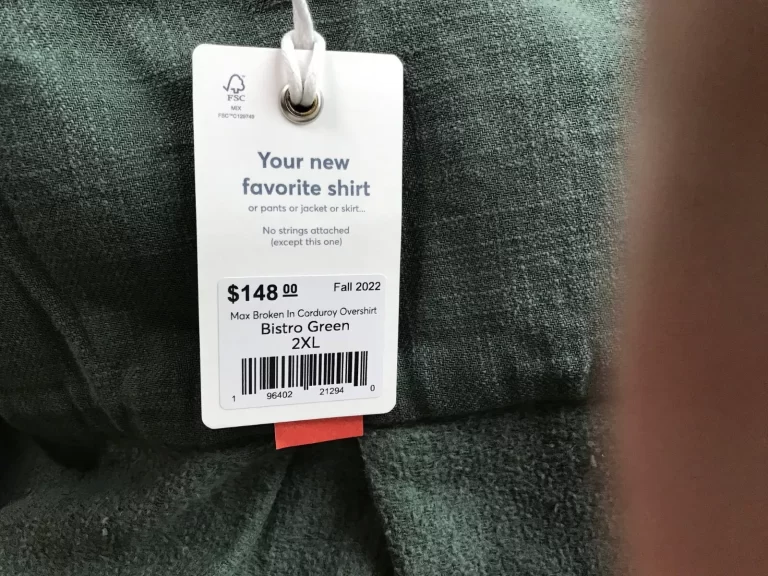 FSC
MIX
Your new
favorite shirt
or pants or jacket or skirt...
No strings attached
(except this one)
$148 00 Fall 2022
Max Broken In Corduroy Overshirt
Bistro Green
2XL
1 96402 21294 0